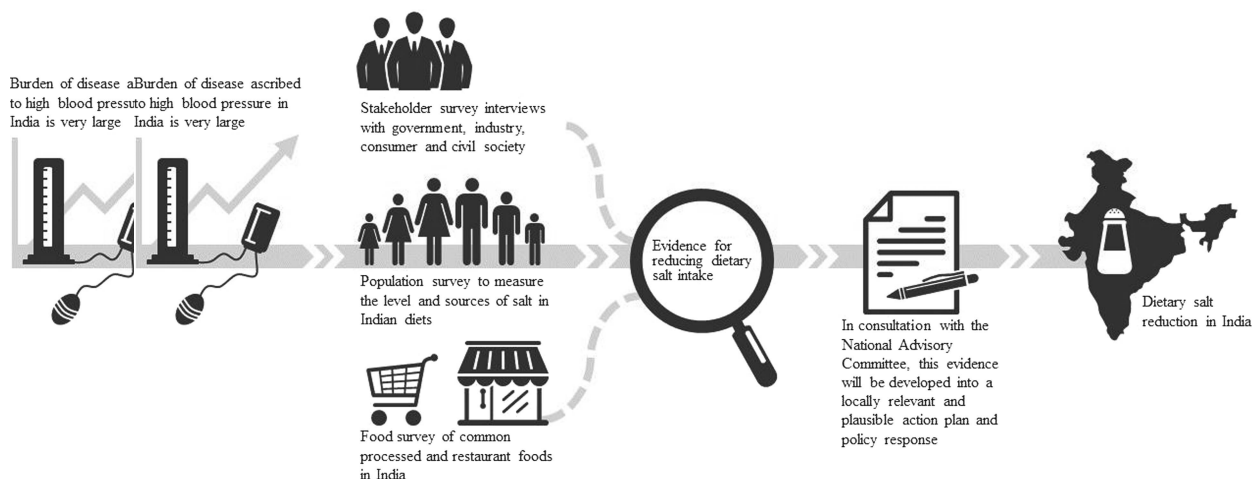 Burden of disease a
to high blood pressu
India is very large
Burden of disease ascribed
to high blood pressure in
India is very large
Stakeholder survey interviews
with government, industry,
consumer and civil society
Population survey to measure
the level and sources of salt in
Indian diets
Food survey of common
processed and restaurant foods
in India
Evidence for
reducing dietary
salt intake
In consultation with the
National Advisory
Committee, this evidence
will be developed into a
locally relevant and
plausible action plan and
policy response
Dietary salt
reduction in India